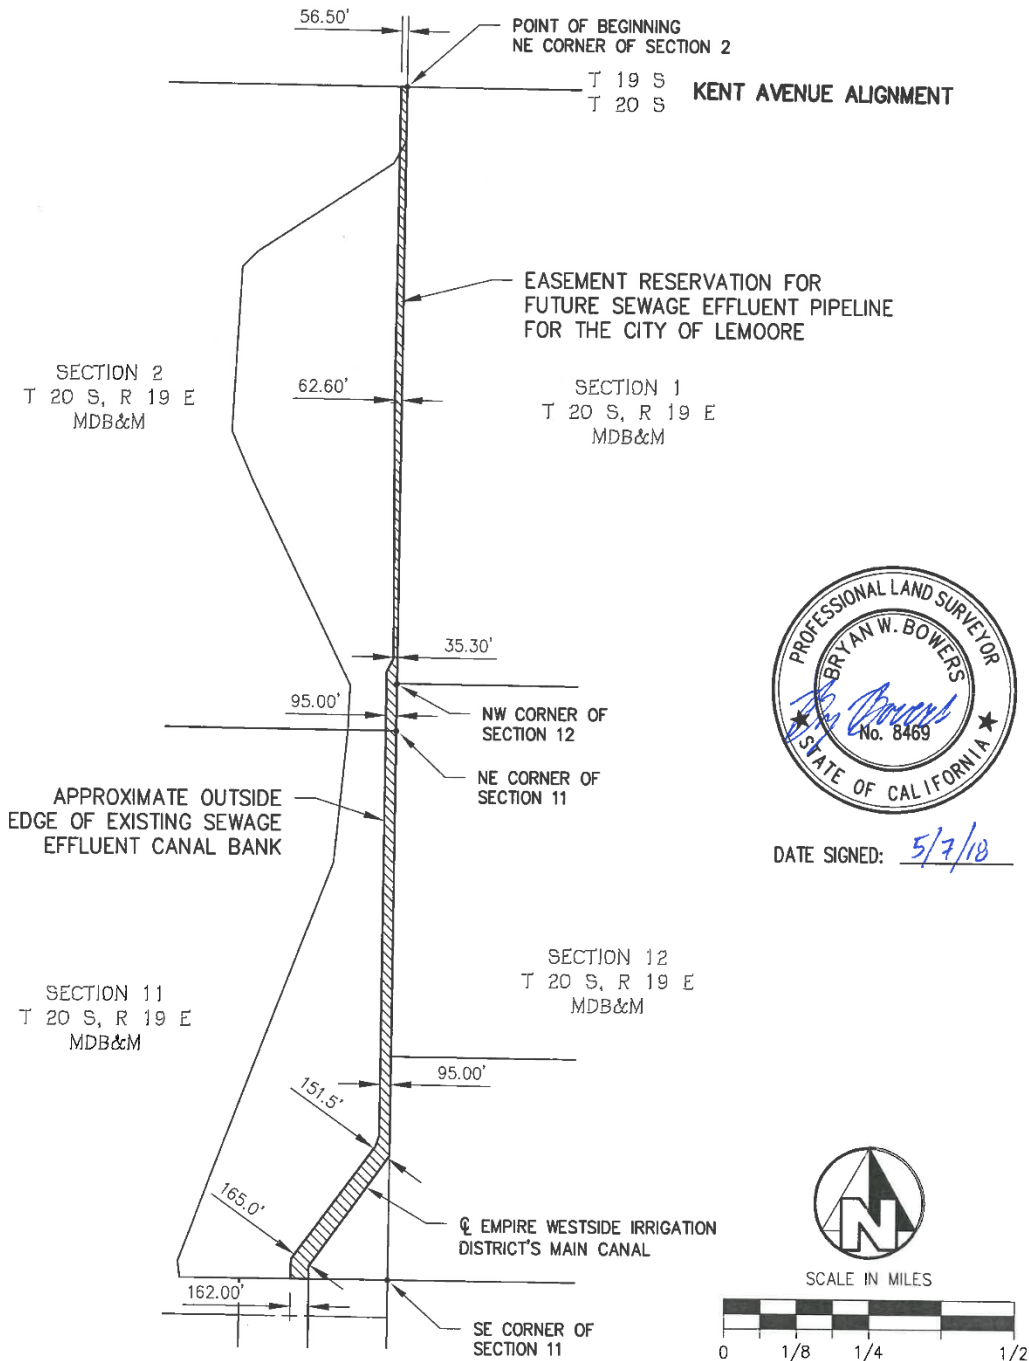 56.50'
POINT OF BEGINNING
NE CORNER OF SECTION 2
T 19 S
T 20 S
KENT AVENUE ALIGNMENT
EASEMENT RESERVATION FOR
FUTURE SEWAGE EFFLUENT PIPELINE
FOR THE CITY OF LEMOORE
SECTION 2
T 20 S, R 19 E
MDB&M
62.60'
SECTION 1
T 20 S, R 19 E
MDB&M
35.30'
95.00'
NW CORNER OF
SECTION 12
NE CORNER OF
SECTION 11
APPROXIMATE OUTSIDE
EDGE OF EXISTING SEWAGE
EFFLUENT CANAL BANK
PROFESSIONAL LAND SURVEYOR
BRYAN W. BOWERS
No. 8469
STATE OF CALIFORNIA
DATE SIGNED: 5/7/18
SECTION 12
T 20 S, R 19 E
MDB&M
SECTION 11
T 20 S, R 19 E
MDB&M
95.00'
151.5'
165.0'
℄ EMPIRE WESTSIDE IRRIGATION
DISTRICT'S MAIN CANAL
162.00'
SE CORNER OF
SECTION 11
N
SCALE IN MILES
0 1/8 1/4 1/2